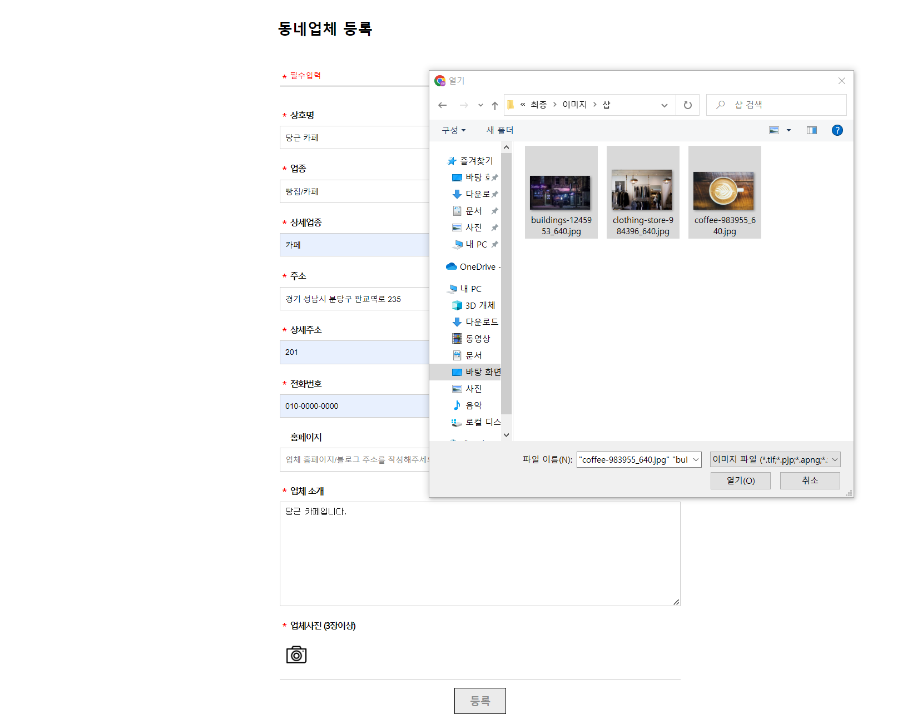 동네업체 등록
* 필수입력
* 상호명
당근 카페
* 업종
빵집/카페
* 상세업종
카페
* 주소
경기 성남시 분당구 판교역로 235
* 상세주소
201
* 전화번호
010-0000-0000
홈페이지
업체 홈페이지/블로그 주소를 작성해주세요
* 업체 소개
당근 카페입니다.
* 업체사진 (3장이상)
등록
열기
« 최종 > 이미지 > 샵
샵 검색
구성
새 폴더
즐겨찾기
바탕
다운로
문서
사진
내 PC
OneDrive -
내 PC
3D 개체
다운로드
동영상
문서
바탕 화면
사진
음악
로컬 디스
buildings-1245953_640.jpg
clothing-store-984396_640.jpg
coffee-983955_640.jpg
파일 이름(N):
"coffee-983955_640.jpg" "bui
이미지 파일 (*.tif;*.pjp;*.apng;*.
열기(O)
취소